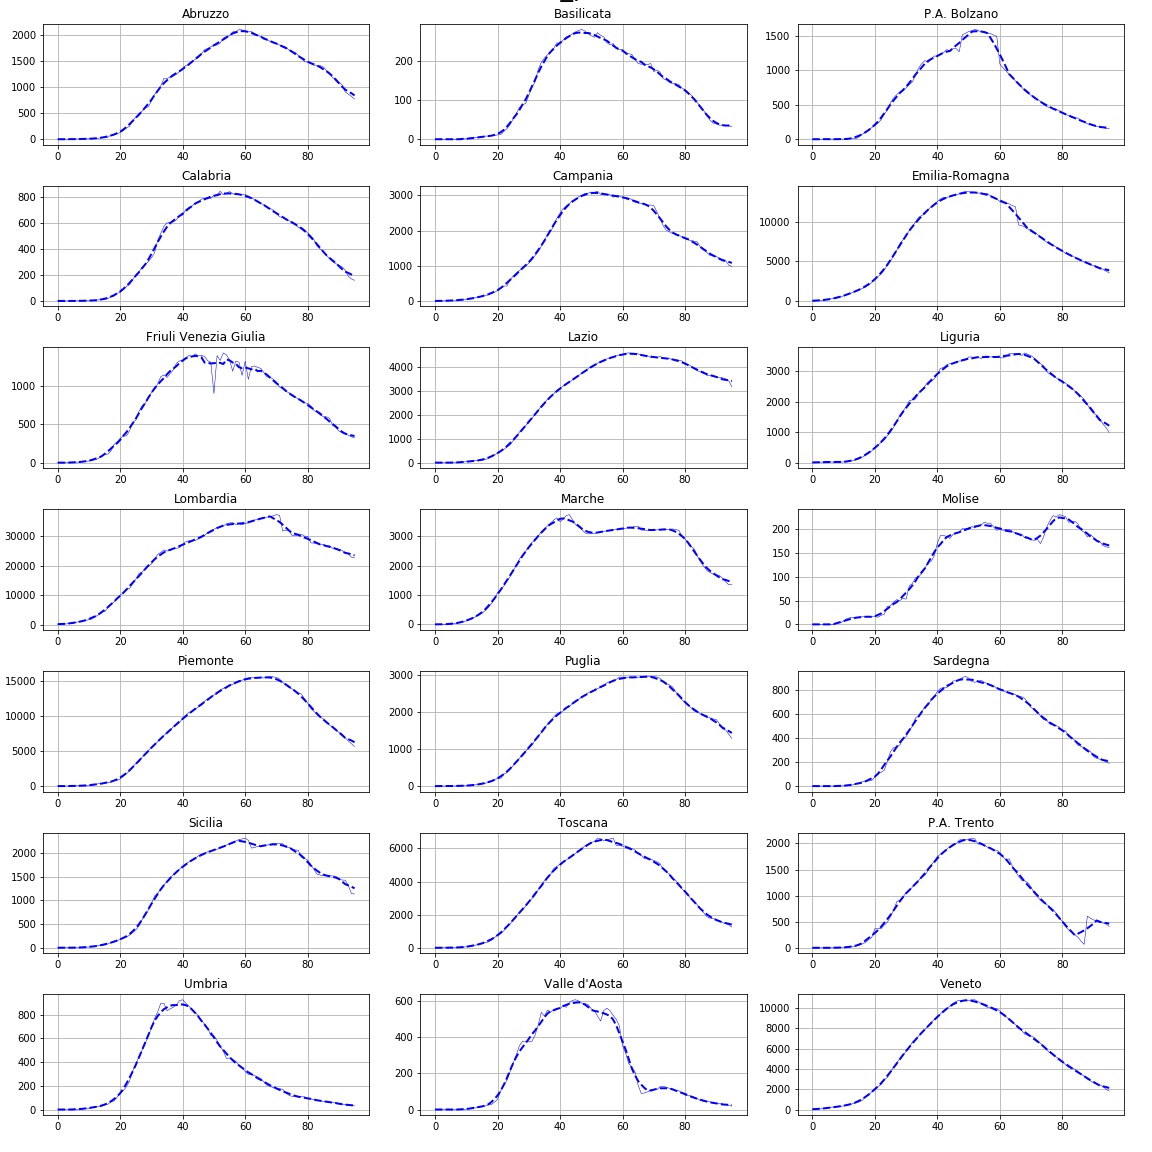 Abruzzo Basilicata P.A. Bolzano
2000 1500 1000 500 0
0 20 40 60 80
200 100 0
0 20 40 60 80
1500 1000 500 0
0 20 40 60 80
Calabria Campania Emilia-Romagna
800 600 400 200 0
0 20 40 60 80
3000 2000 1000 0
0 20 40 60 80
10000 5000 0
0 20 40 60 80
Friuli Venezia Giulia Lazio Liguria
1000 500 0
0 20 40 60 80
4000 3000 2000 1000 0
0 20 40 60 80
3000 2000 1000 0
0 20 40 60 80
Lombardia Marche Molise
30000 20000 10000 0
0 20 40 60 80
4000 3000 2000 1000 0
0 20 40 60 80
200 150 100 50 0
0 20 40 60 80
Piemonte Puglia Sardegna
15000 10000 5000 0
0 20 40 60 80
3000 2000 1000 0
0 20 40 60 80
800 600 400 200 0
0 20 40 60 80
Sicilia Toscana P.A. Trento
2000 1500 1000 500 0
0 20 40 60 80
6000 4000 2000 0
0 20 40 60 80
2000 1500 1000 500 0
0 20 40 60 80
Umbria Valle d'Aosta Veneto
800 600 400 200 0
0 20 40 60 80
600 400 200 0
0 20 40 60 80
10000 8000 6000 4000 2000 0
0 20 40 60 80